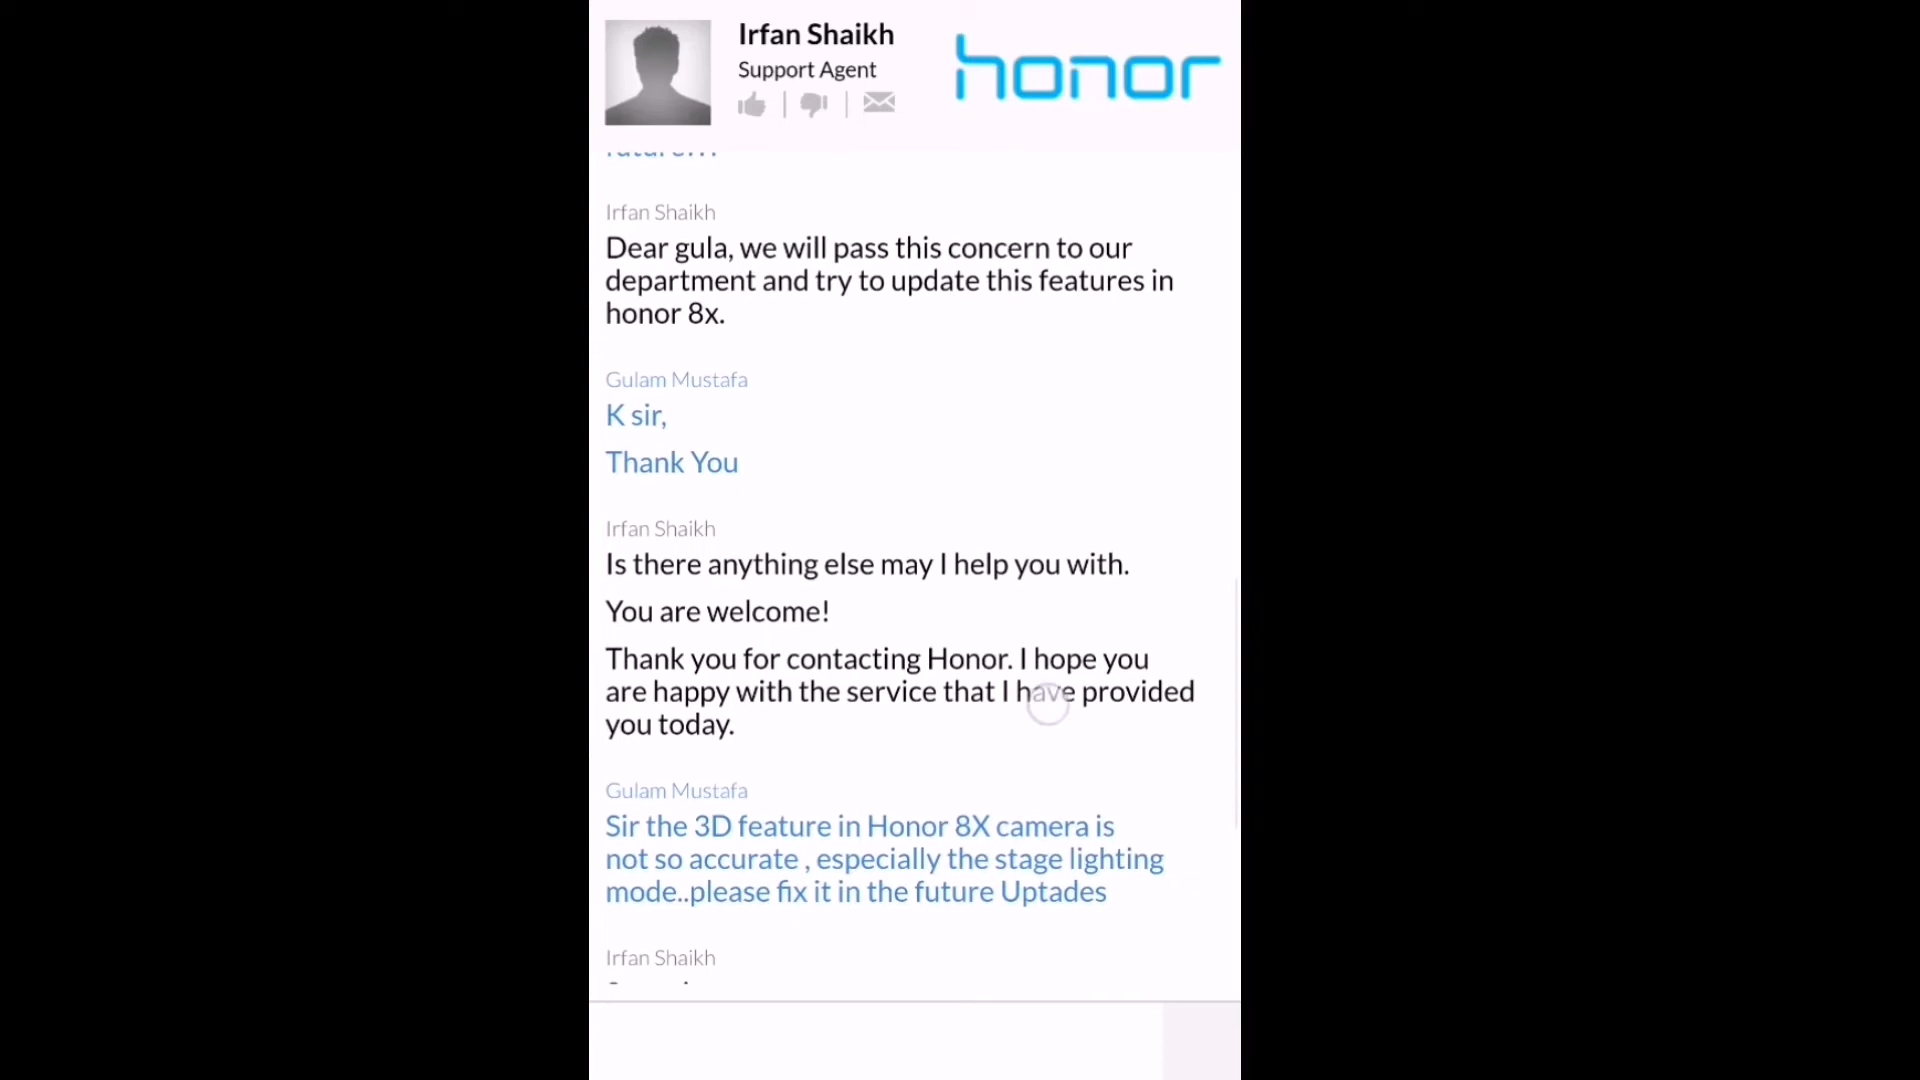 Irfan Shaikh
Support Agent
honor
future...
Irfan Shaikh
Dear gula, we will pass this concern to our
department and try to update this features in
honor 8x.
Gulam Mustafa
K sir,
Thank You
Irfan Shaikh
Is there anything else may I help you with.
You are welcome!
Thank you for contacting Honor. I hope you
are happy with the service that I have provided
you today.
Gulam Mustafa
Sir the 3D feature in Honor 8X camera is
not so accurate , especially the stage lighting
mode..please fix it in the future Uptades
Irfan Shaikh